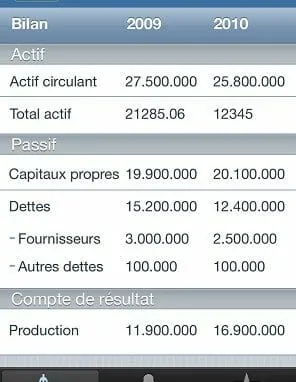 Bilan 2009 2010
Actif
Actif circulant 27.500.000 25.800.000
Total actif 21285.06 12345
Passif
Capitaux propres 19.900.000 20.100.000
Dettes 15.200.000 12.400.000
- Fournisseurs 3.000.000 2.500.000
- Autres dettes 100.000 100.000
Compte de résultat
Production 11.900.000 16.900.000